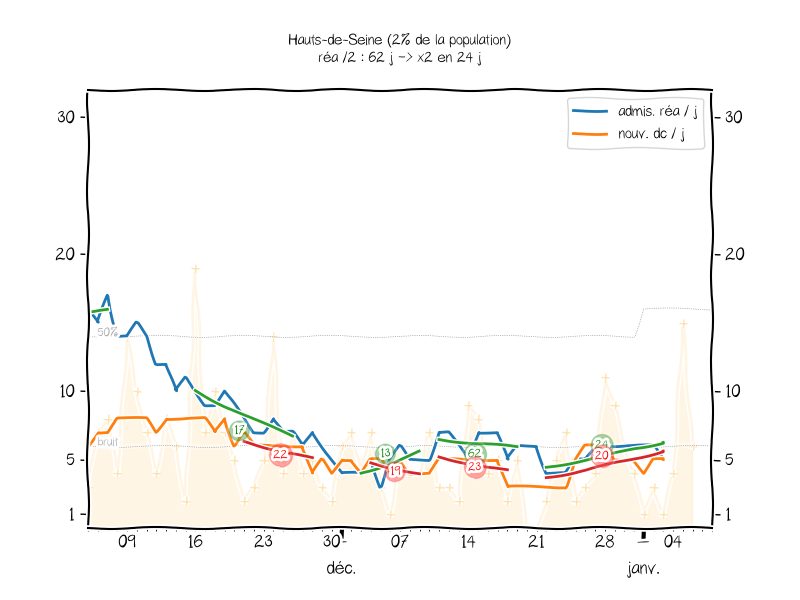 Hauts-de-Seine (2% de la population)
réa /2 : 62 j -> x2 en 24 j
admis. réa / j
nouv. dc / j
30 30
20 20
50%
10 10
bruit
17 22 13 19 62 23 24 20
5 5
1 1
09 16 23 30 07 14 21 28 04
déc. janv.